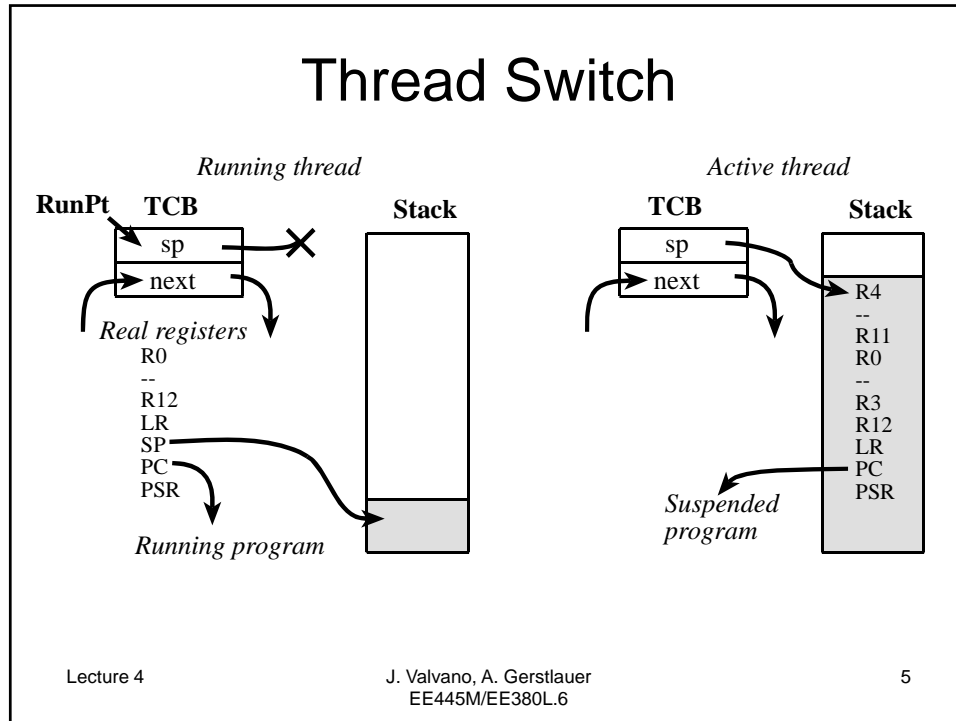 Thread Switch
Running thread
Active thread
RunPt
TCB
Stack
TCB
Stack
sp
next
sp
next
Real registers
R0
--
R12
LR
SP
PC
PSR
Running program
R4
--
R11
R0
--
R3
R12
LR
PC
PSR
Suspended
program
Lecture 4
J. Valvano, A. Gerstlauer
EE445M/EE380L.6
5